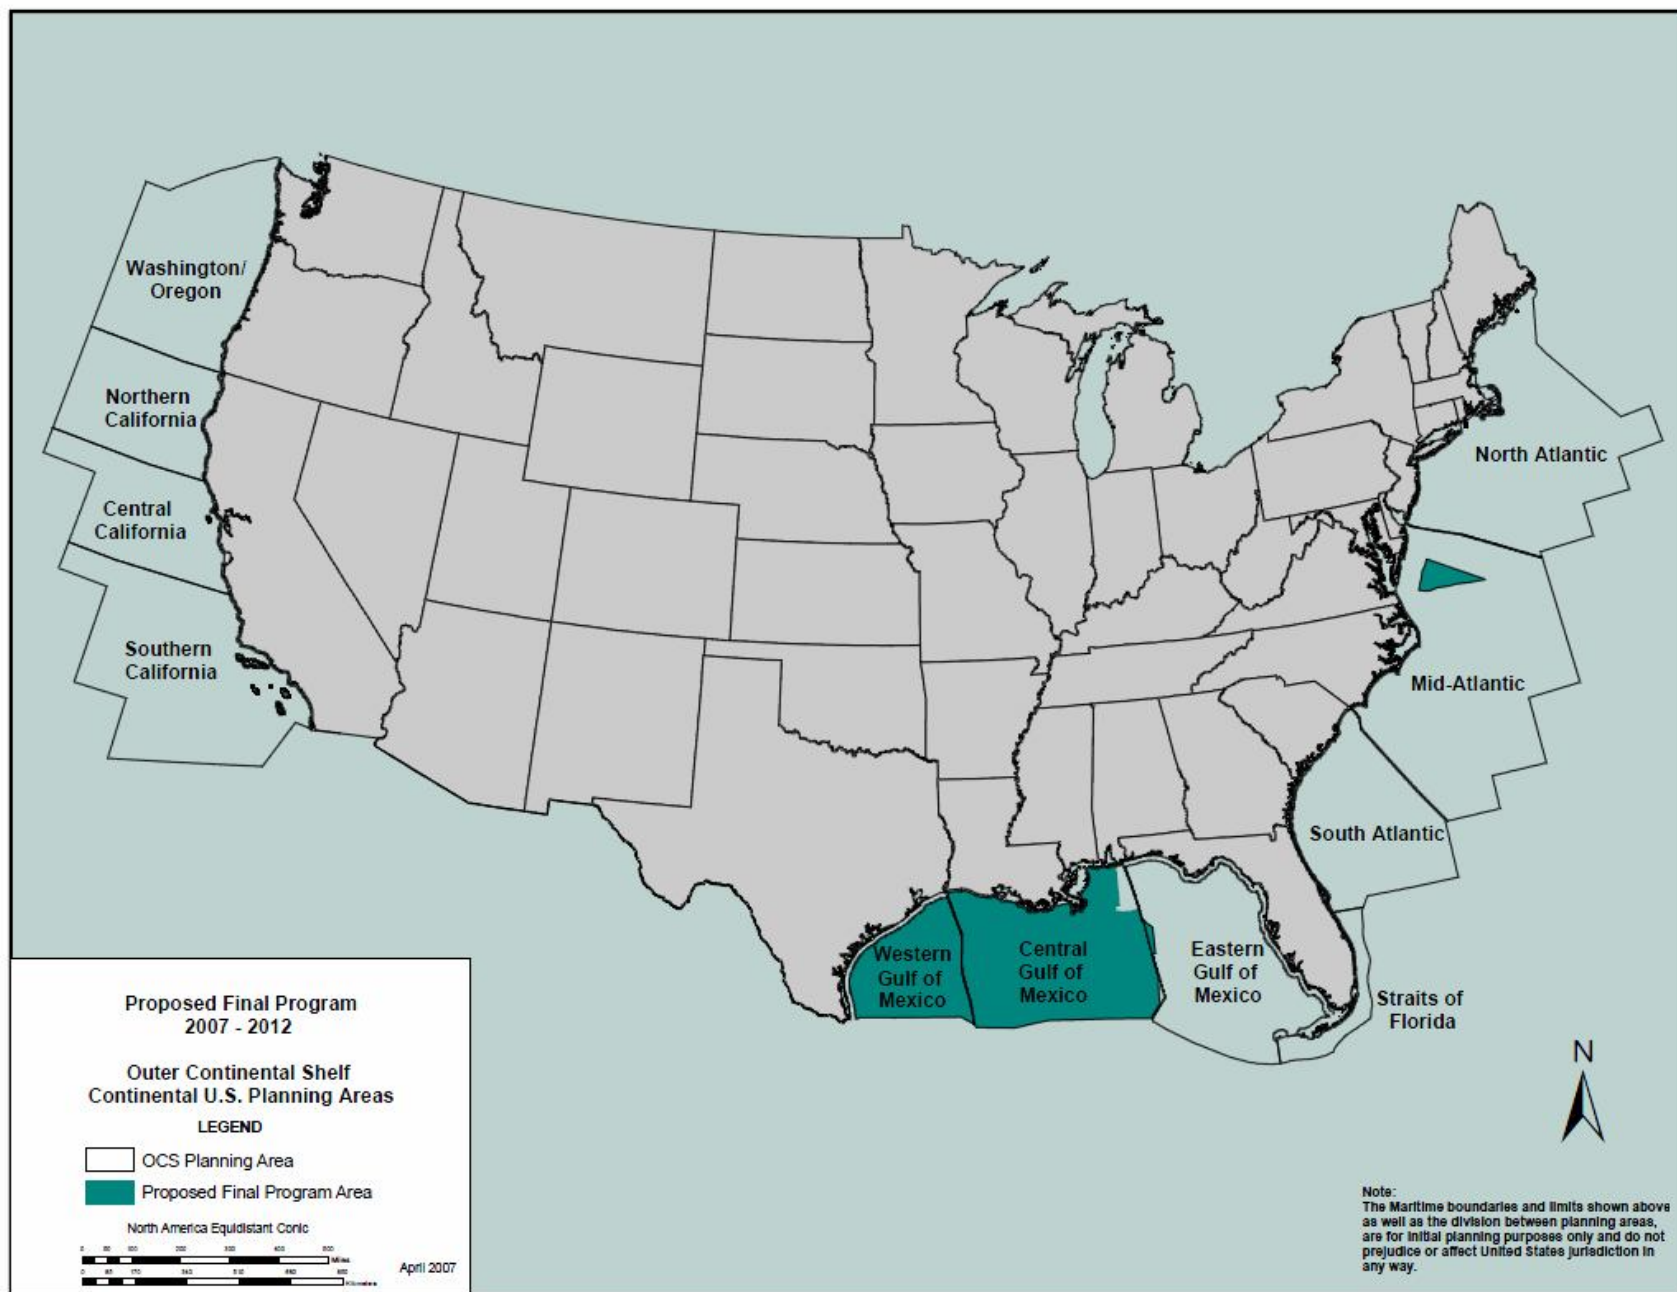 Washington/
Oregon
Northern
California
Central
California
Southern
California
North Atlantic
Mid-Atlantic
South Atlantic
Western
Gulf of
Mexico
Central
Gulf of
Mexico
Eastern
Gulf of
Mexico
Straits of
Florida
N
Proposed Final Program
2007 - 2012
Outer Continental Shelf
Continental U.S. Planning Areas
LEGEND
OCS Planning Area
Proposed Final Program Area
North America Equidistant Conic
Miles
Kilometers
April 2007
Note:
The Maritime boundaries and limits shown above
as well as the division between planning areas,
are for initial planning purposes only and do not
prejudice or affect United States jurisdiction in
any way.